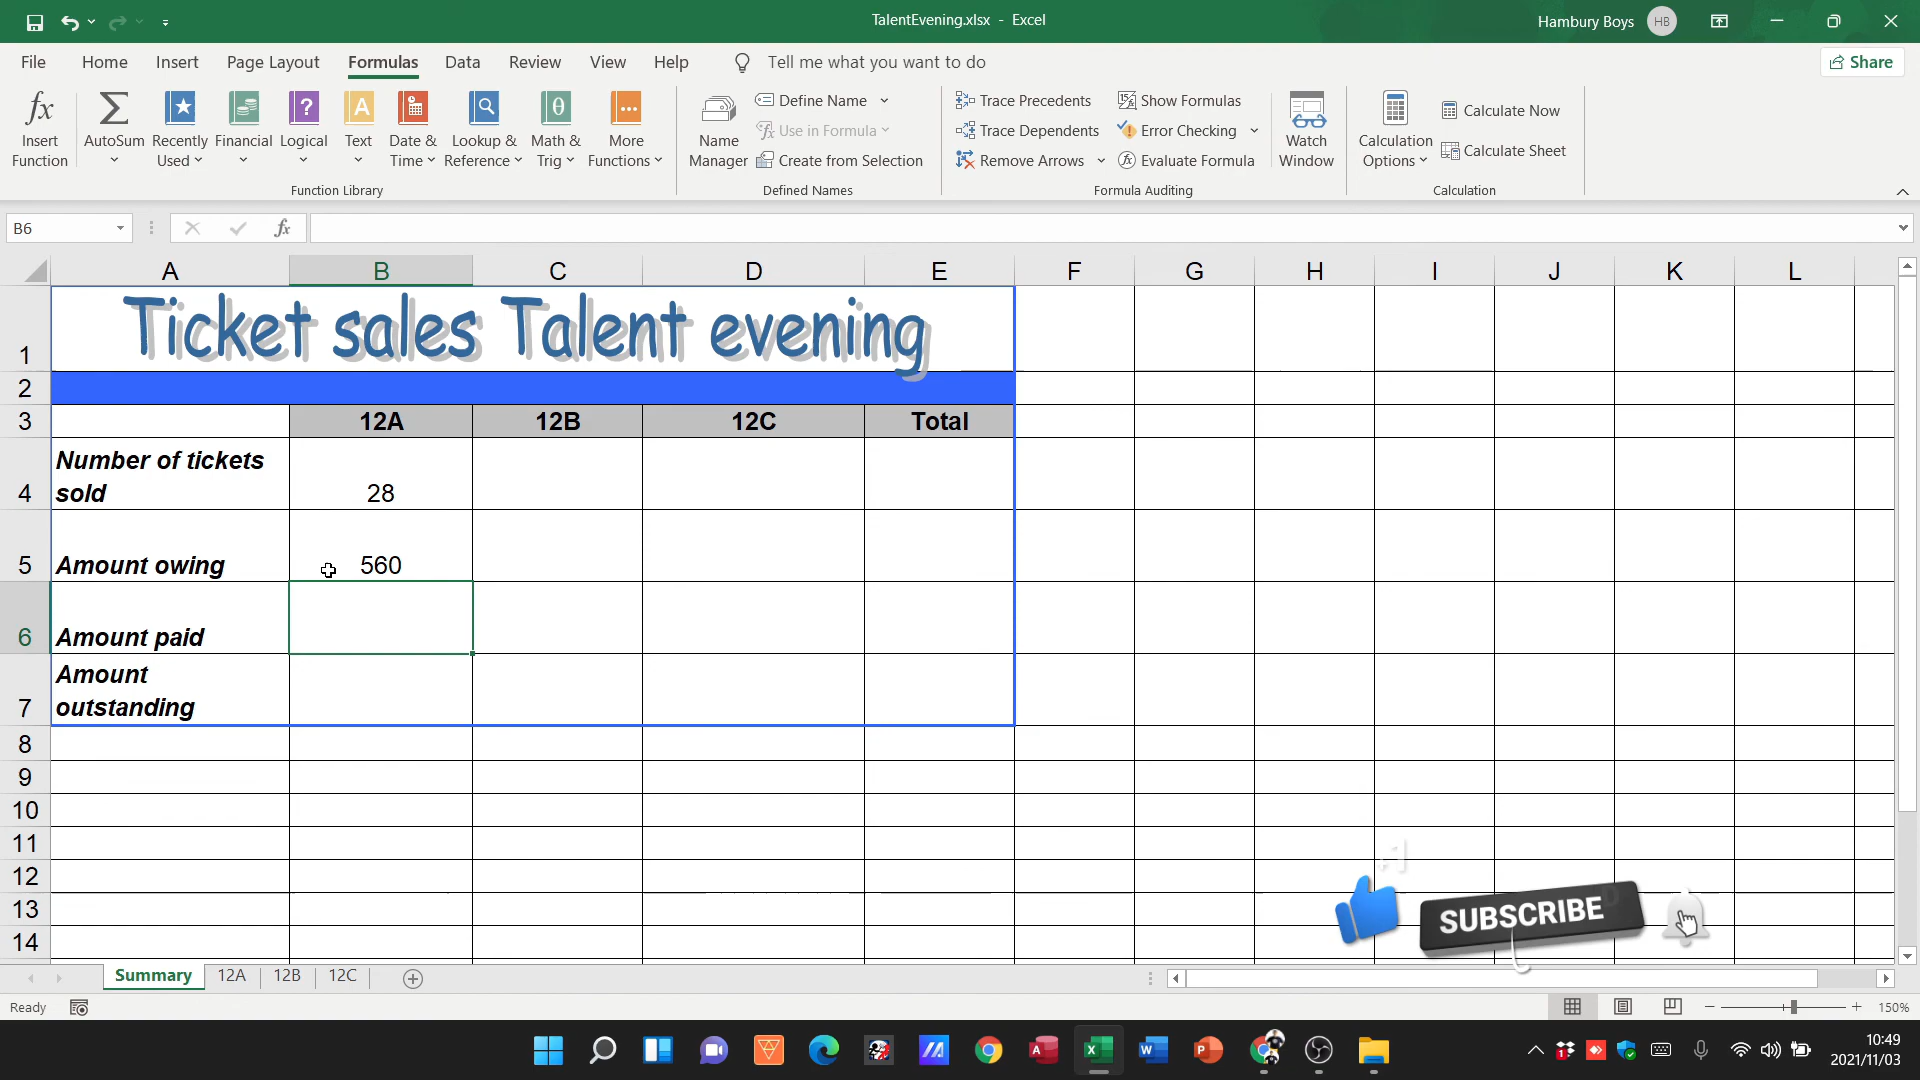 TalentEvening.xlsx - Excel
Hambury Boys HB
File Home Insert Page Layout Formulas Data Review View Help Tell me what you want to do Share
Insert Function
AutoSum
Recently Used
Financial
Logical
Text
Date & Time
Lookup & Reference
Math & Trig
More Functions
Function Library
Name Manager
Define Name
Use in Formula
Create from Selection
Defined Names
Trace Precedents
Trace Dependents
Remove Arrows
Show Formulas
Error Checking
Evaluate Formula
Watch Window
Formula Auditing
Calculation Options
Calculate Now
Calculate Sheet
Calculation
B6 fx
A B C D E F G H I J K L
1 Ticket sales Talent evening
2
3 12A 12B 12C Total
Number of tickets
4 sold 28
5 Amount owing 560
6 Amount paid
Amount
7 outstanding
8
9
10
11
12
13
14
SUBSCRIBE
Summary 12A 12B 12C
Ready 150%
10:49
2021/11/03